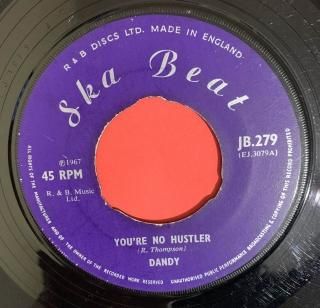 R & B DISCS LTD. MADE IN ENGLAND
Ska Beat
℗1967
45 RPM
R. & B. Music
Ltd.
JB.279
(EJ.3079A)
YOU'RE NO HUSTLER
(R. Thompson)
DANDY
ALL RIGHTS OF THE MANUFACTURER AND OF THE OWNER OF THE RECORDED WORK RESERVED
UNAUTHORISED PUBLIC PERFORMANCE BROADCASTING & COPYING OF THIS RECORD PROHIBITED